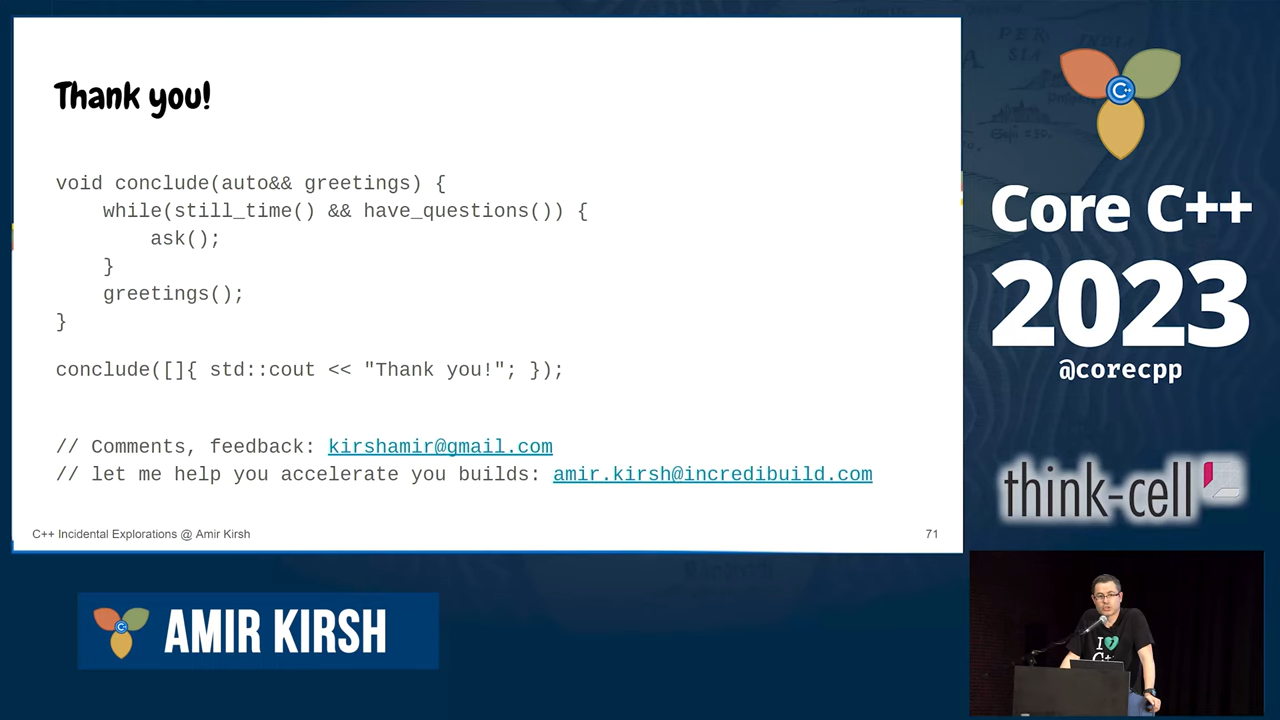 Thank you!
void conclude(auto&& greetings) {
    while(still_time() && have_questions()) {
        ask();
    }
    greetings();
}
conclude([]{ std::cout << "Thank you!"; });
// Comments, feedback: kirshamir@gmail.com
// let me help you accelerate you builds: amir.kirsh@incredibuild.com
C++ Incidental Explorations @ Amir Kirsh
71
C++
Core C++
2023
@corecpp
think-cell
AMIR KIRSH